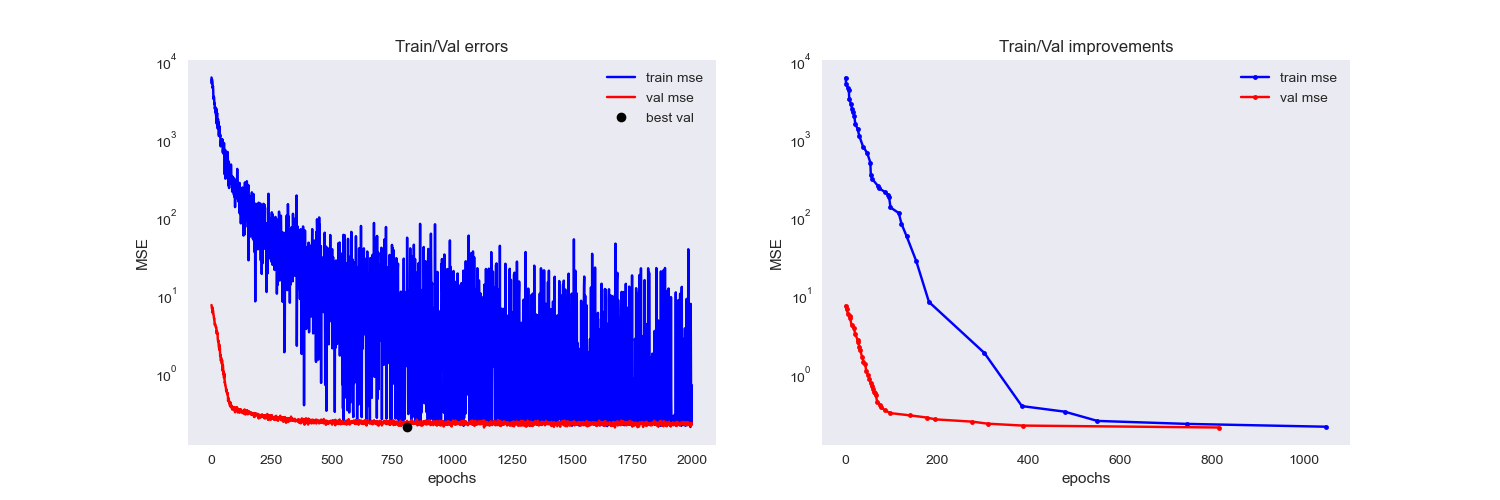 Train/Val errors
10^4
10^3
10^2
10^1
10^0
MSE
train mse
val mse
best val
0 250 500 750 1000 1250 1500 1750 2000
epochs
Train/Val improvements
10^4
10^3
10^2
10^1
10^0
MSE
train mse
val mse
0 200 400 600 800 1000
epochs